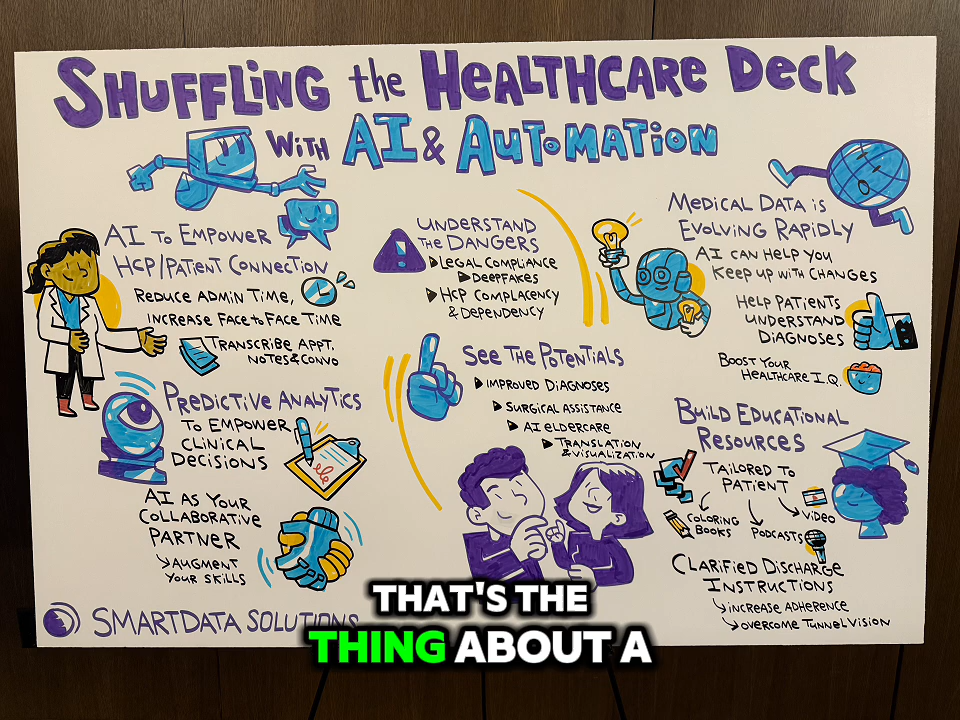 SHUFFLING the HEALTHCARE DECK
WITH AI & AUTOMATION
AI TO EMPOWER
HCP/PATIENT CONNECTION
REDUCE ADMIN TIME,
INCREASE FACE TO FACE TIME
TRANSCRIBE APPT.
NOTES & CONVO
PREDICTIVE ANALYTICS
TO EMPOWER
CLINICAL
DECISIONS
AI AS YOUR
COLLABORATIVE
PARTNER
AUGMENT
YOUR SKILLS
SMARTDATA SOLUTIONS
UNDERSTAND
THE DANGERS
LEGAL COMPLIANCE
DEEPFAKES
HCP COMPLACENCY
& DEPENDENCY
SEE THE POTENTIALS
IMPROVED DIAGNOSES
SURGICAL ASSISTANCE
AI ELDERCARE
TRANSLATION
& VISUALIZATION
MEDICAL DATA IS
EVOLVING RAPIDLY
AI CAN HELP YOU
KEEP UP WITH CHANGES
HELP PATIENTS
UNDERSTAND
DIAGNOSES
BOOST YOUR
HEALTHCARE I.Q.
BUILD EDUCATIONAL
RESOURCES
TAILORED TO
PATIENT
VIDEO
COLORING
BOOKS
PODCASTS
CLARIFIED DISCHARGE
INSTRUCTIONS
INCREASE ADHERENCE
OVERCOME TUNNEL VISION
THAT'S THE
THING ABOUT A